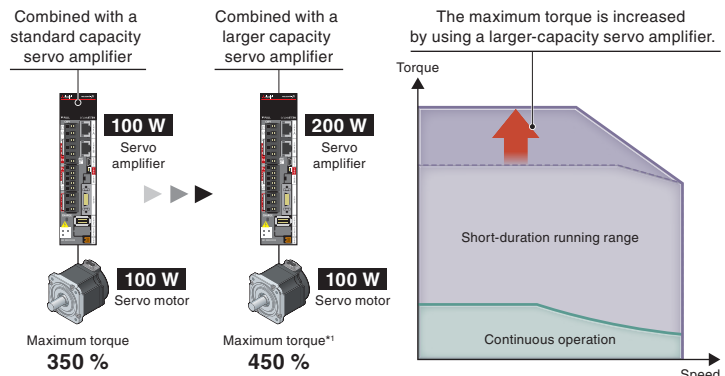 Combined with a
standard capacity
servo amplifier
100 W
Servo
amplifier
100 W
Servo motor
Maximum torque
350 %
Combined with a
larger capacity
servo amplifier
200 W
Servo
amplifier
100 W
Servo motor
Maximum torque*1
450 %
The maximum torque is increased
by using a larger-capacity servo amplifier.
Torque
Short-duration running range
Continuous operation
Speed